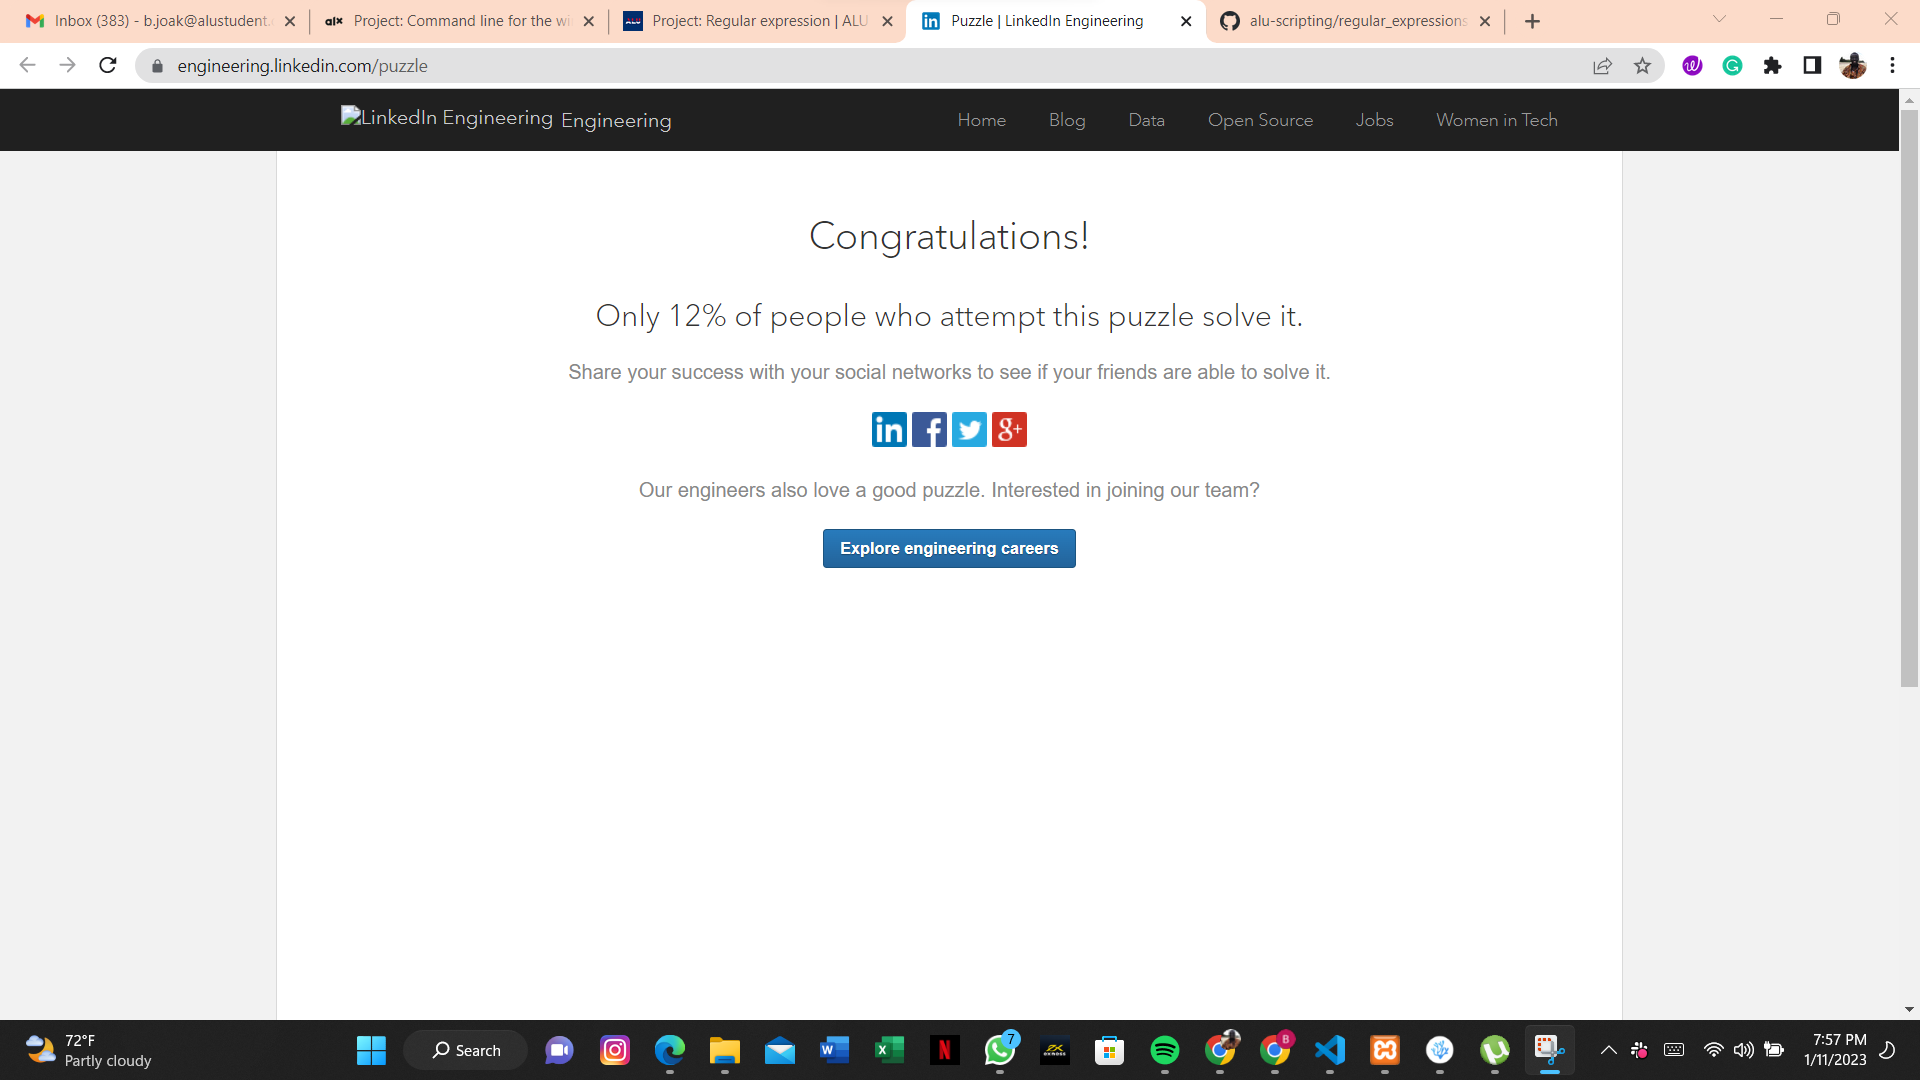 Inbox (383) - b.joak@alustudent.
Project: Command line for the wi
Project: Regular expression | ALU
Puzzle | LinkedIn Engineering
alu-scripting/regular_expressions
engineering.linkedin.com/puzzle
LinkedIn Engineering Engineering
Home Blog Data Open Source Jobs Women in Tech
Congratulations!
Only 12% of people who attempt this puzzle solve it.
Share your success with your social networks to see if your friends are able to solve it.
Our engineers also love a good puzzle. Interested in joining our team?
Explore engineering careers
72°F
Partly cloudy
Search
7
B
7:57 PM
1/11/2023